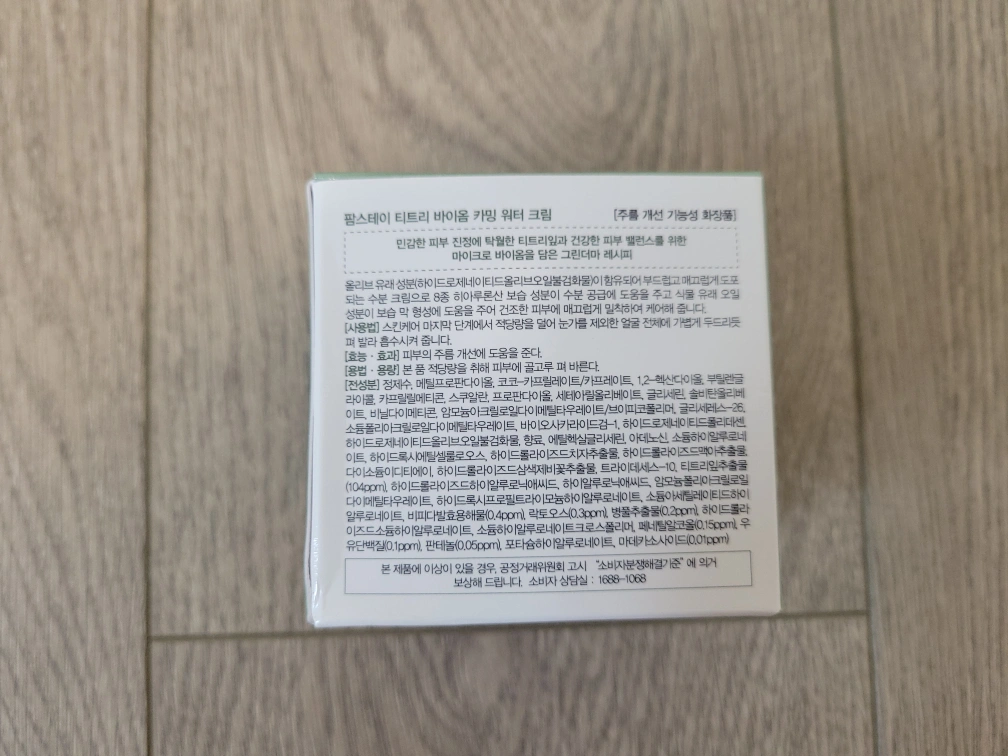 팜스테이 티트리 바이옴 카밍 워터 크림 [주름 개선 기능성 화장품]
민감한 피부 진정에 탁월한 티트리잎과 건강한 피부 밸런스를 위한
마이크로 바이옴을 담은 그린더마 레시피
올리브 유래 성분(하이드로제네이티드올리브오일불검화물)이 함유되어 부드럽고 매끄럽게 도포
되는 수분 크림으로 8종 히아루론산 보습 성분이 수분 공급에 도움을 주고 식물 유래 오일
성분이 보습 막 형성에 도움을 주어 건조한 피부에 매끄럽게 밀착하여 케어해 줍니다.
[사용법] 스킨케어 마지막 단계에서 적당량을 덜어 눈가를 제외한 얼굴 전체에 가볍게 두드리듯
펴 발라 흡수시켜 줍니다.
[효능 · 효과] 피부의 주름 개선에 도움을 준다.
[용법 · 용량] 본 품 적당량을 취해 피부에 골고루 펴 바른다.
[전성분] 정제수, 메틸프로판다이올, 코코-카프릴레이트/카프레이트, 1,2-헥산다이올, 부틸렌글
라이콜, 카프릴릴메티콘, 스쿠알란, 프로판다이올, 세테아릴올리베이트, 글리세린, 솔비탄올리베
이트, 비닐다이메티콘, 암모늄아크릴로일다이메틸타우레이트/브이피코폴리머, 글리세레스-26,
소듐폴리아크릴로일다이메틸타우레이트, 바이오사카라이드검-1, 하이드로제네이티드폴리데센,
하이드로제네이티드올리브오일불검화물, 향료, 에틸헥실글리세린, 아데노신, 소듐하이알루로네
이트, 하이드록시에틸셀룰로오스, 하이드롤라이즈드치자추출물, 하이드롤라이즈드맥아추출물,
다이소듐이디티에이, 하이드롤라이즈드삼색제비꽃추출물, 트라이데세스-10, 티트리잎추출물
(104ppm), 하이드롤라이즈드하이알루로닉애씨드, 하이알루로닉애씨드, 암모늄폴리아크릴로일
다이메틸타우레이트, 하이드록시프로필트라이모늄하이알루로네이트, 소듐아세틸레이티드하이
알루로네이트, 비피다발효용해물(0.4ppm), 락토오스(0.3ppm), 병풀추출물(0.2ppm), 하이드롤라
이즈드소듐하이알루로네이트, 소듐하이알루로네이트크로스폴리머, 페네틸알코올(0.15ppm), 우
유단백질(0.1ppm), 판테놀(0.05ppm), 포타슘하이알루로네이트, 마데카소사이드(0.01ppm)
본 제품에 이상이 있을 경우, 공정거래위원회 고시 "소비자분쟁해결기준"에 의거
보상해 드립니다. 소비자 상담실 : 1688-1068